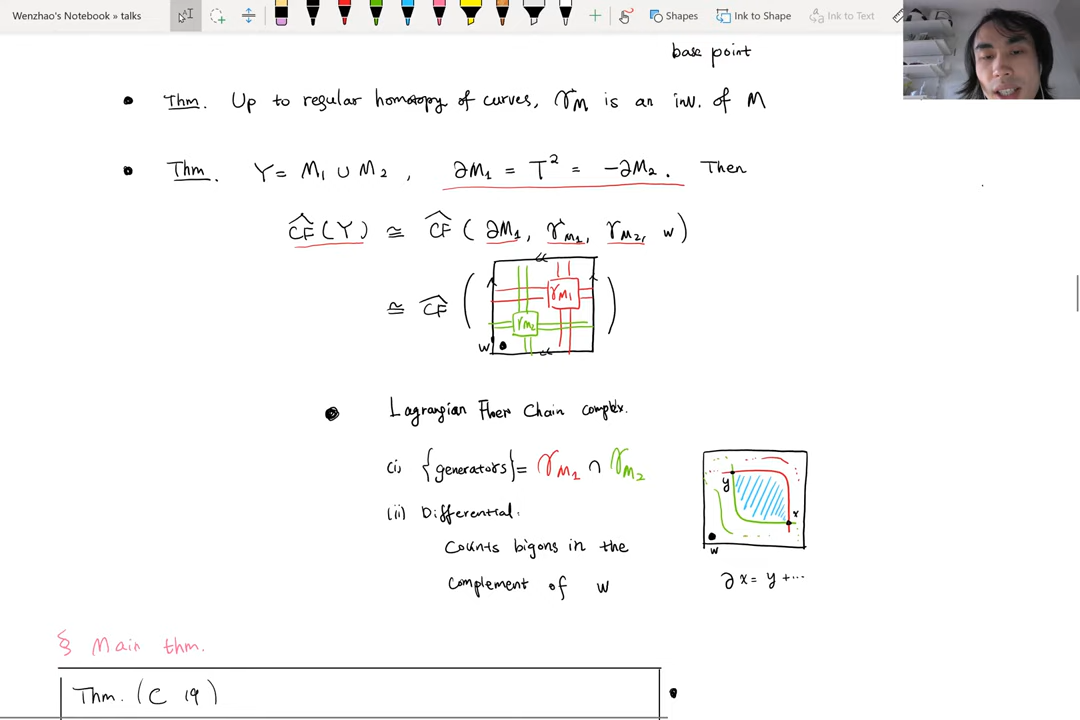 Wenzhao's Notebook » talks
Shapes
Ink to Shape
Ink to Text
base point
• Thm. Up to regular homotopy of curves, γM is an inv. of M
• Thm. Y = M₁ ∪ M₂, ∂M₁ = T² = -∂M₂. Then
ĈF(Y) ≅ ĈF(∂M₁, γM₁, γM₂, w)
≅ ĈF( )
γM₁
γM₂
w
• Lagrangian Floer Chain complex.
(i) {generators} = γM₁ ∩ γM₂
(ii) Differential:
Counts bigons in the
complement of w
y
x
w
∂x = y + ...
§ Main thm.
Thm. (C 19)